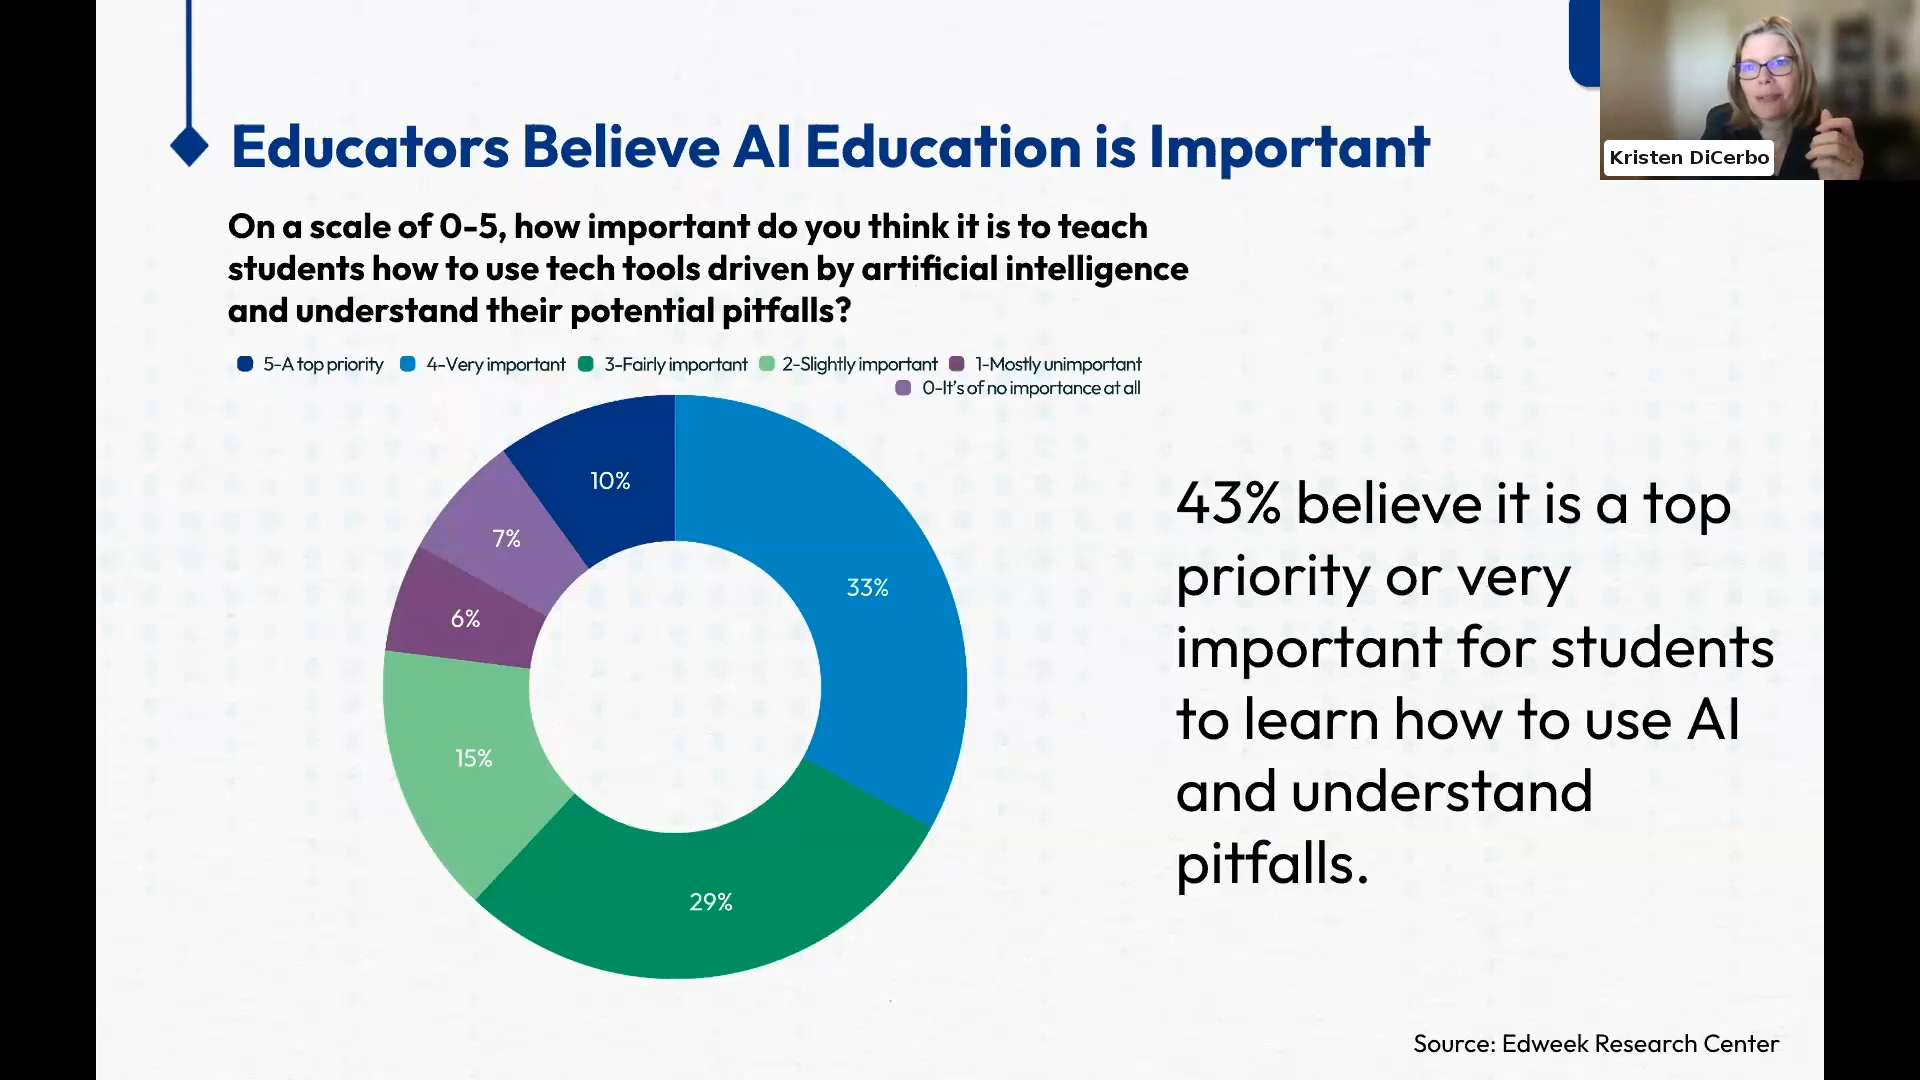 Educators Believe AI Education is Important
Kristen DiCerbo
On a scale of 0-5, how important do you think it is to teach
students how to use tech tools driven by artificial intelligence
and understand their potential pitfalls?
5-A top priority 4-Very important 3-Fairly important 2-Slightly important 1-Mostly unimportant
0-It's of no importance at all
10%
33%
7%
6%
15%
29%
43% believe it is a top
priority or very
important for students
to learn how to use AI
and understand
pitfalls.
Source: Edweek Research Center